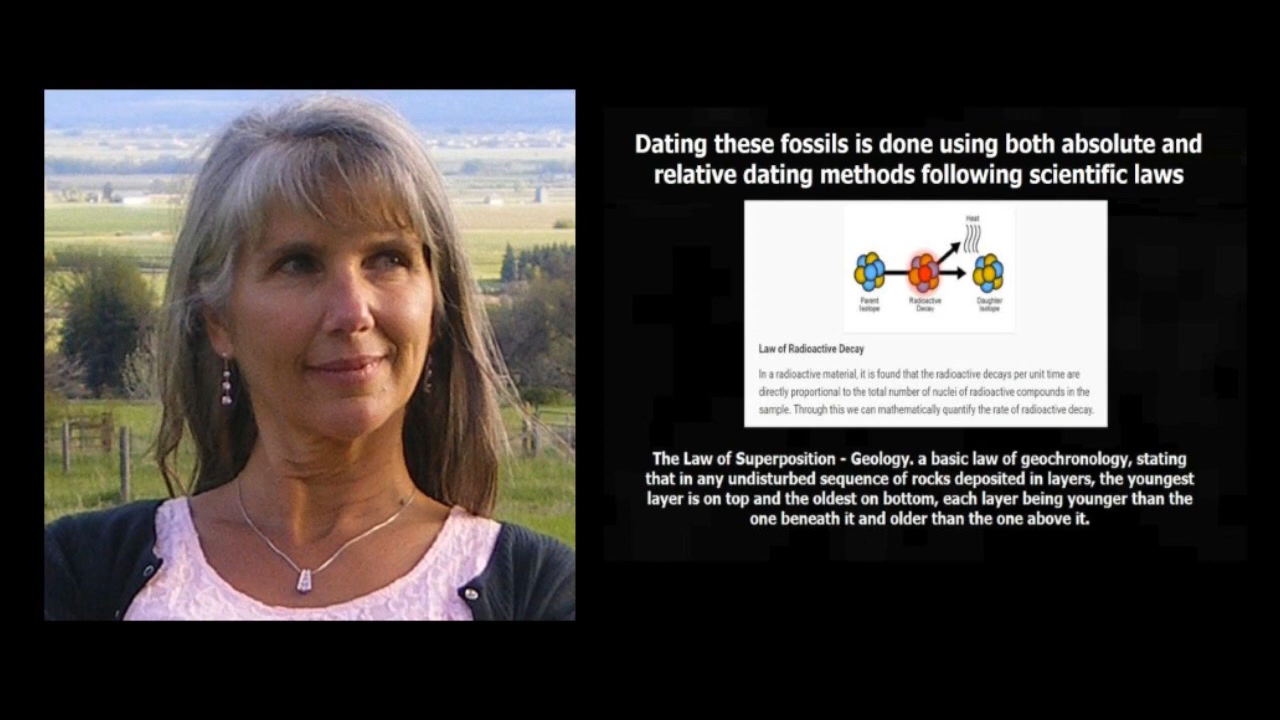 Dating these fossils is done using both absolute and
relative dating methods following scientific laws
Heat
Parent
Isotope
Radioactive
Decay
Daughter
Isotope
Law of Radioactive Decay
In a radioactive material, it is found that the radioactive decays per unit time are
directly proportional to the total number of nuclei of radioactive compounds in the
sample. Through this we can mathematically quantify the rate of radioactive decay.
The Law of Superposition - Geology. a basic law of geochronology, stating
that in any undisturbed sequence of rocks deposited in layers, the youngest
layer is on top and the oldest on bottom, each layer being younger than the
one beneath it and older than the one above it.